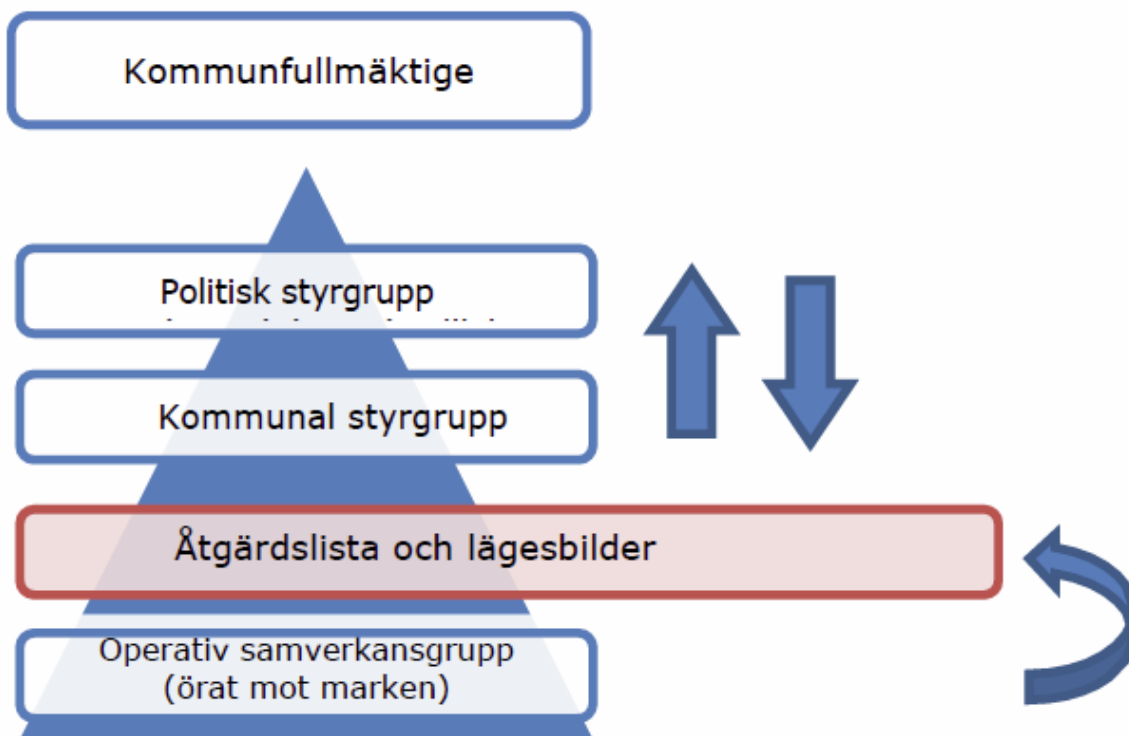 Kommunfullmäktige
Politisk styrgrupp
Kommunal styrgrupp
Åtgärdslista och lägesbilder
Operativ samverkansgrupp
(örat mot marken)